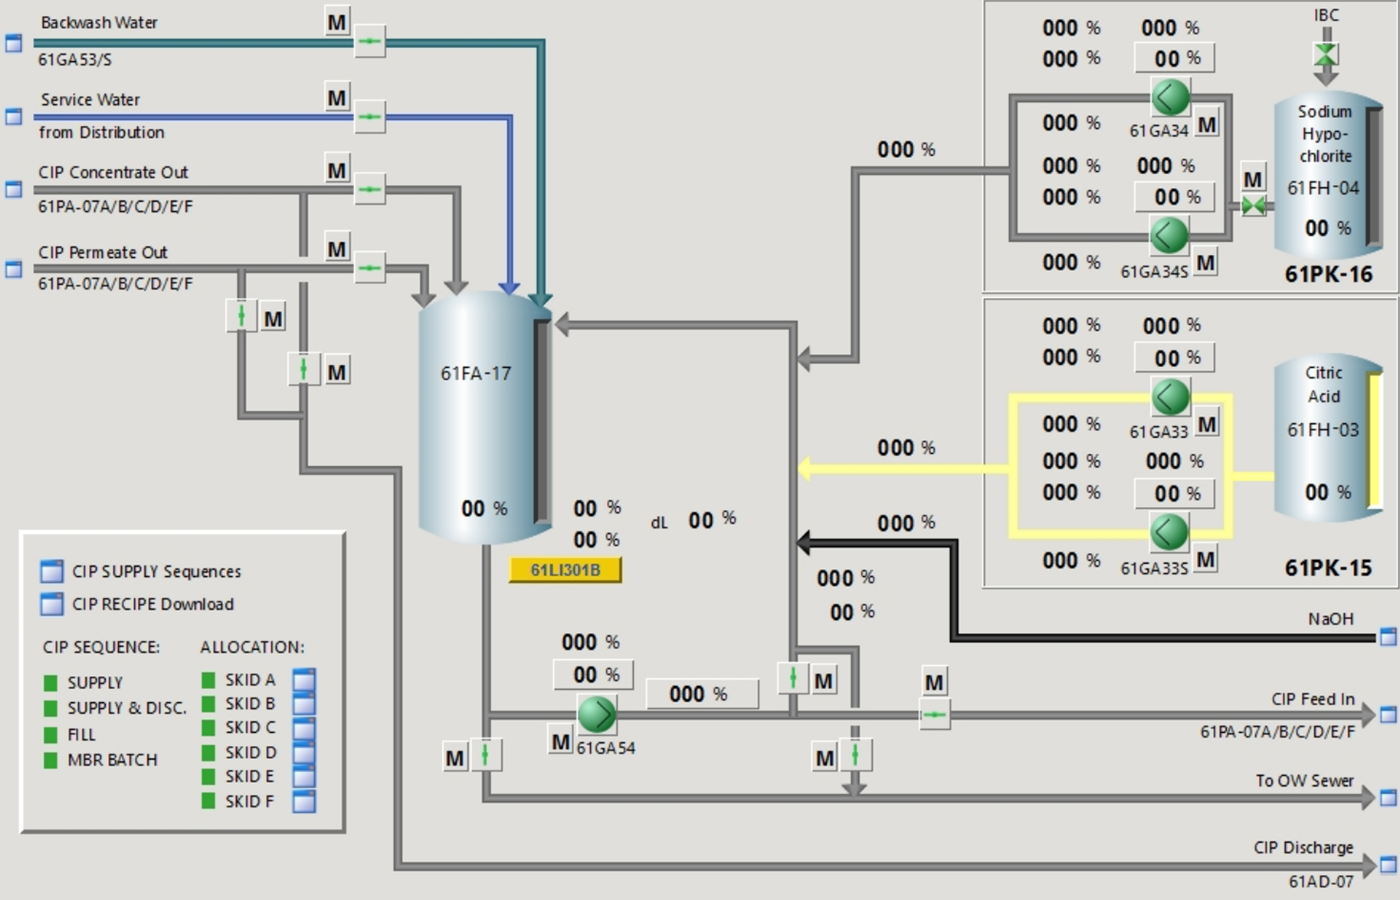 Backwash Water
M
61GA53/S
Service Water
M
from Distribution
CIP Concentrate Out
M
61PA-07A/B/C/D/E/F
CIP Permeate Out
M
61PA-07A/B/C/D/E/F
M
M
61FA-17
00 %
00 %
00 %
dL 00 %
61LI301B
CIP SUPPLY Sequences
CIP RECIPE Download
CIP SEQUENCE:
SUPPLY
SUPPLY & DISC.
FILL
MBR BATCH
ALLOCATION:
SKID A
SKID B
SKID C
SKID D
SKID E
SKID F
000 %
00 %
000 %
M
61GA54
M
000 %
000 %
000 %
000 %
00 %
M
M
M
000 %
000 %
000 %
00 %
61GA34
M
000 %
000 %
000 %
000 %
00 %
61GA34S
M
000 %
IBC
M
Sodium
Hypo-
chlorite
61FH-04
00 %
61PK-16
000 %
000 %
000 %
00 %
61GA33
M
000 %
000 %
000 %
000 %
00 %
61GA33S
M
000 %
Citric
Acid
61FH-03
00 %
61PK-15
NaOH
CIP Feed In
61PA-07A/B/C/D/E/F
To OW Sewer
CIP Discharge
61AD-07